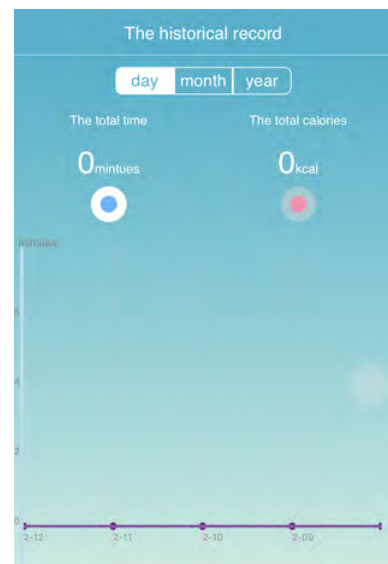 The historical record
day month year
The total time The total calories
0mintues 0kcal
mintues
6
4
2
0
2-12 2-11 2-10 2-09